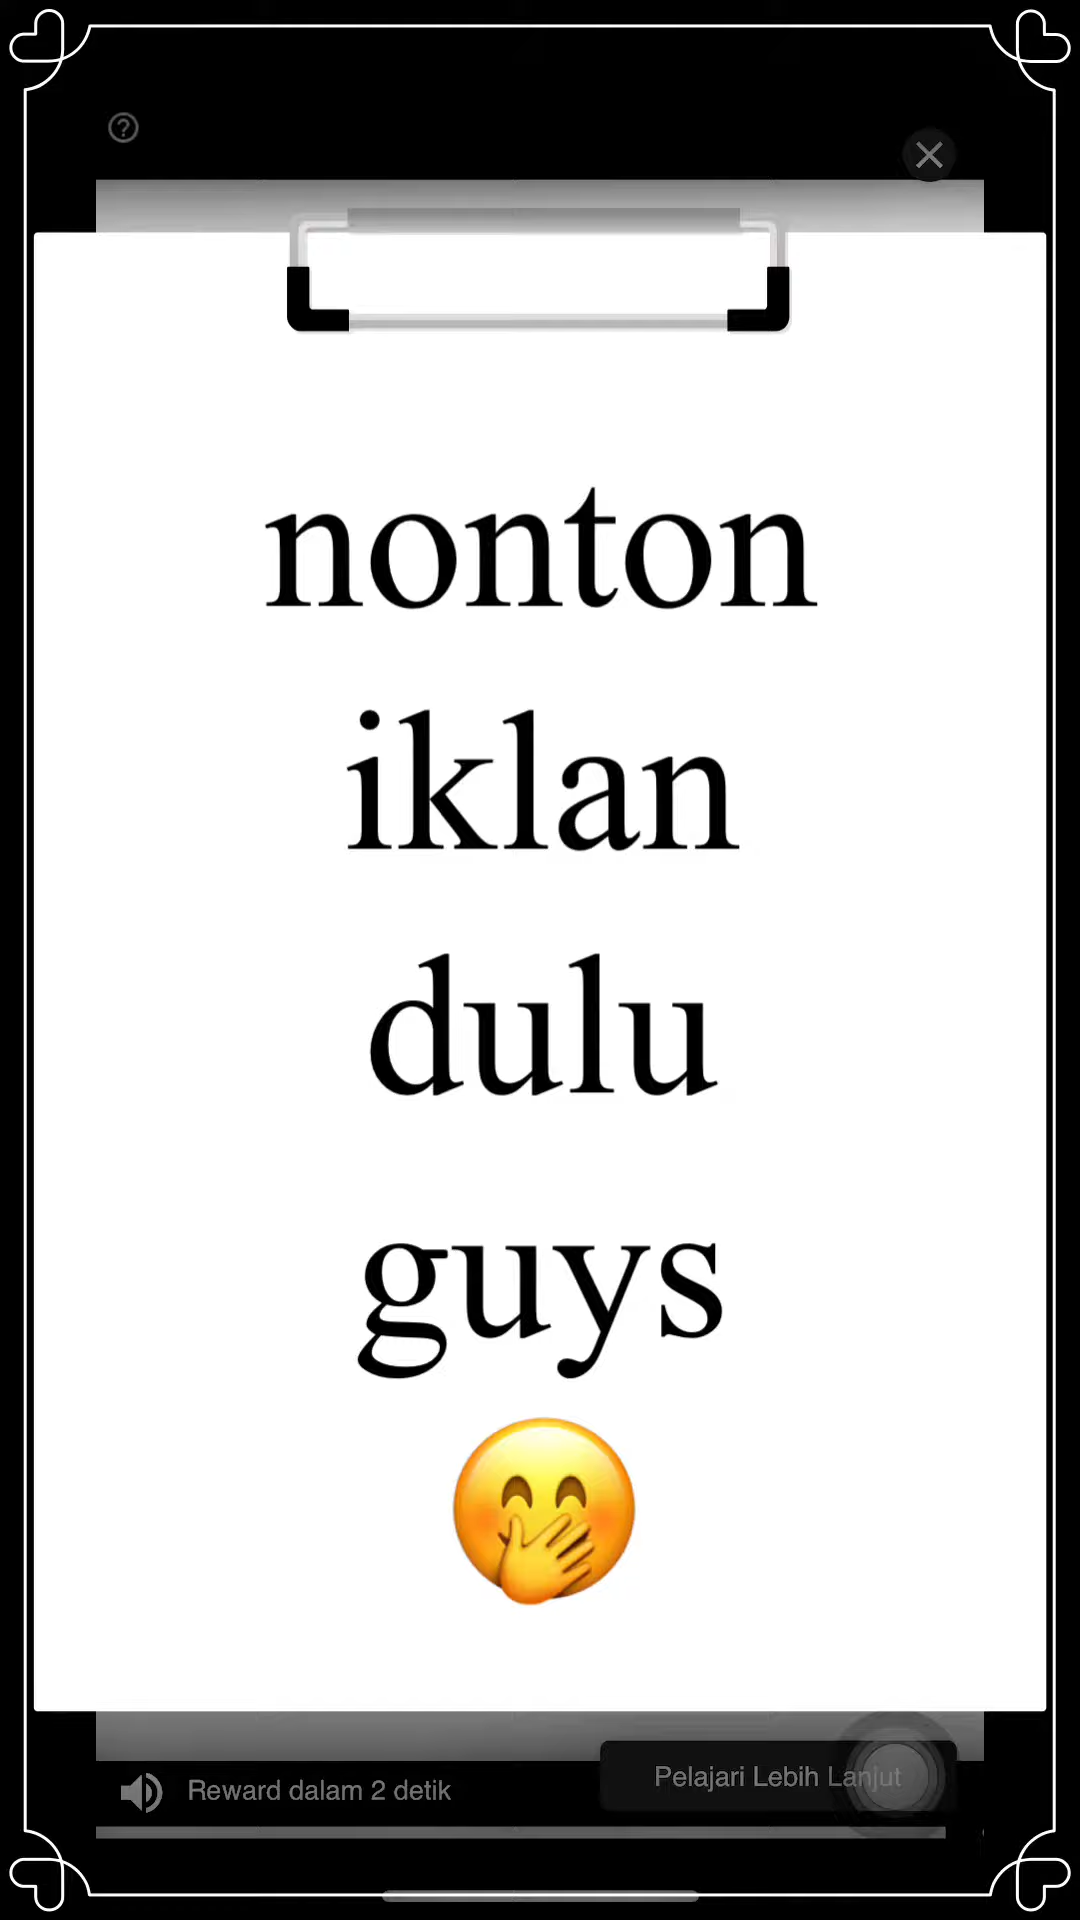 nonton
iklan
dulu
guys
🤭
Reward dalam 2 detik
Pelajari Lebih Lanjut